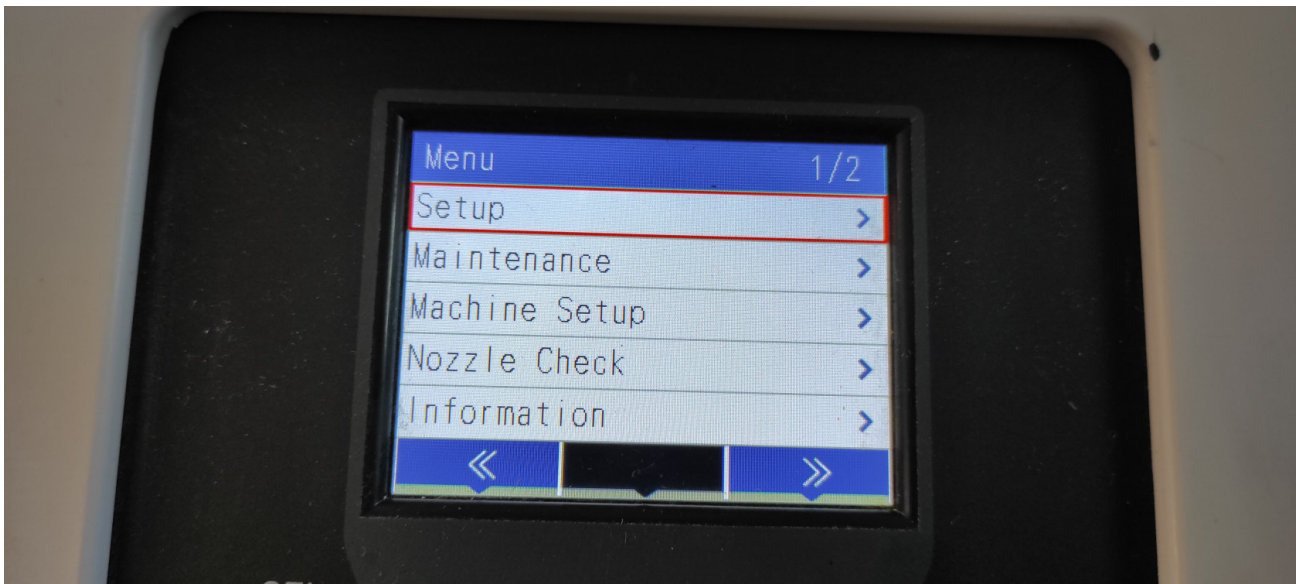 Menu 1/2
Setup
Maintenance
Machine Setup
Nozzle Check
Information